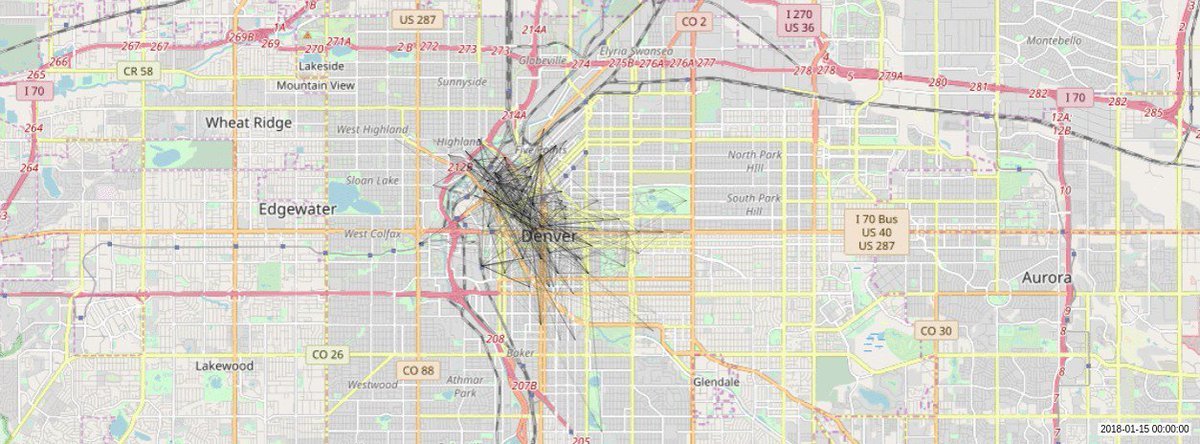 US 287
CO 2
I 270
US 36
1B
1A
214A
269B
267
267
269
270
271A
2 B
272
273
273
Globeville
Elyria Swansea
274
275B
276A
276A
277
278
278
5
279A
280
281
282
282
285
Montebello
266
265
CR 58
Lakeside
Mountain View
Sunnyside
I 70
I 70
12A
12B
264
264
Wheat Ridge
West Highland
Highland
214A
212B
North Park
Hill
Sloan Lake
Edgewater
South Park
Hill
10
West Colfax
Denver
I 70 Bus
US 40
US 287
Aurora
9
8
8
7
CO 30
208
Baker
CO 26
Lakewood
CO 88
Westwood
Athmar
Park
207B
Glendale
205
2018-01-15 00:00:00